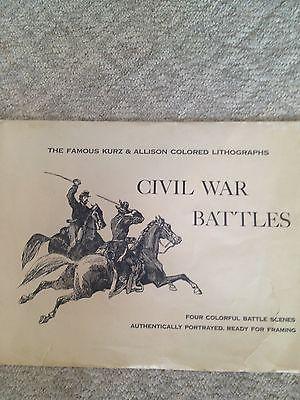 THE FAMOUS KURZ & ALLISON COLORED LITHOGRAPHS
CIVIL WAR
BATTLES
FOUR COLORFUL BATTLE SCENES
AUTHENTICALLY PORTRAYED. READY FOR FRAMING